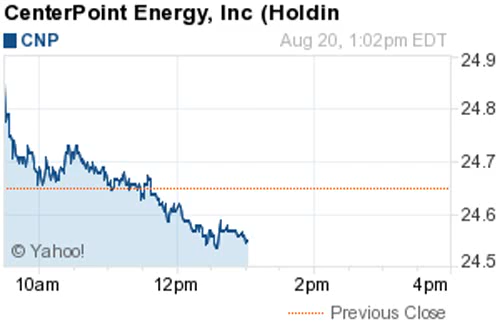 CenterPoint Energy, Inc (Holdin
CNP
Aug 20, 1:02pm EDT
24.9
24.8
24.7
24.6
24.5
© Yahoo!
10am
12pm
2pm
4pm
Previous Close